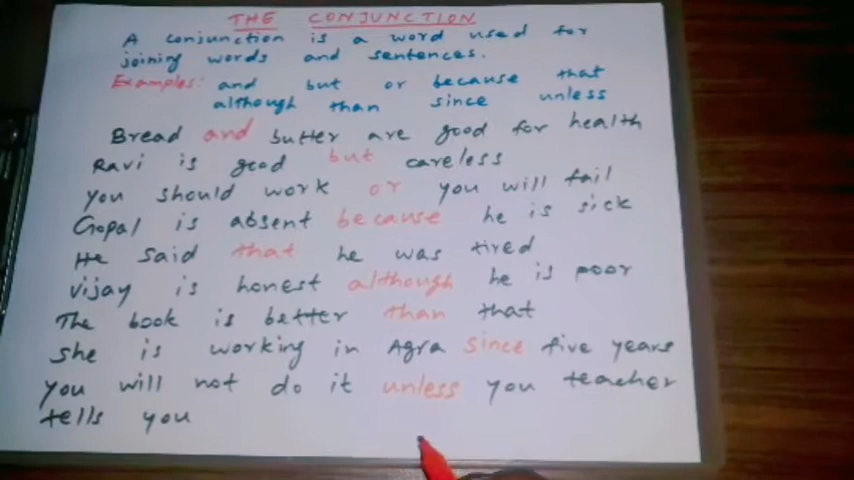 THE CONJUNCTION
A conjunction is a word used for
joining words and sentences.
Examples: and but or because that
although than since unless
Bread and butter are good for health
Ravi is good but careless
You should work or you will fail
Gopal is absent because he is sick
He said that he was tired
Vijay is honest although he is poor
The book is better than that
She is working in Agra since five years
You will not do it unless you teacher
tells you